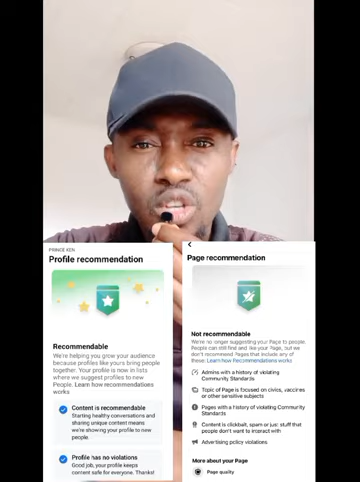 PRINCE KEN
Profile recommendation
Recommendable
We're helping you grow your audience
because profiles like yours bring people
together. Your profile is now in lists
where we suggest profiles to new
People. Learn how recommendations
works
Content is recommendable
Starting healthy conversations and
sharing unique content means
we're showing your profile to new
people.
Profile has no violations
Good job, your profile keeps
content safe for everyone. Thanks!
Page recommendation
Not recommendable
We're no longer suggesting your Page to people.
People can still find and like your Page, but we
don't recommend Pages that include any of
these. Learn how Recommendations works
Admins with a history of violating
Community Standards
Topic of Page is focused on civics, vaccines
or other sensitive subjects
Pages with a history of violating Community
Standards
Content is clickbait, spam or just stuff that
people don't want to interact with
Advertising policy violations.
More about your Page
Page quality